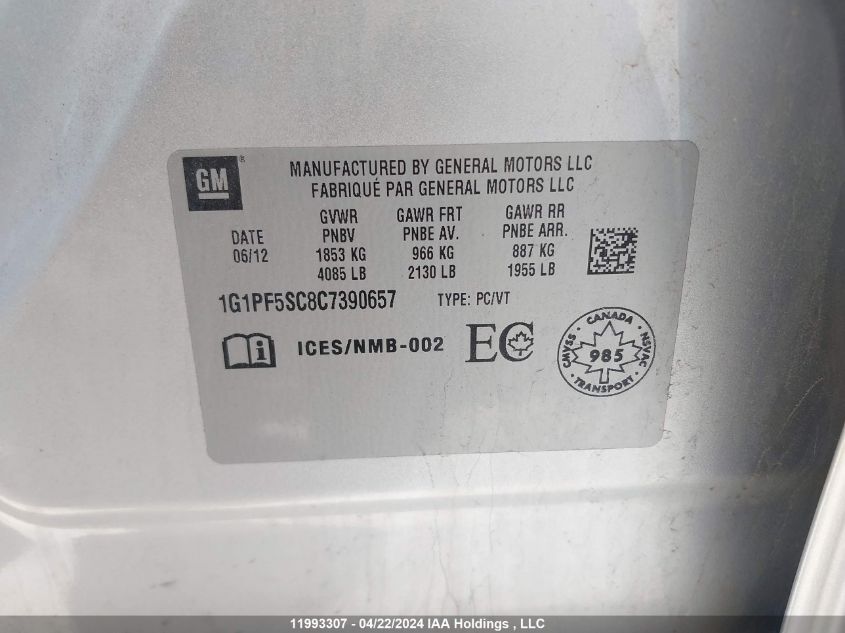 GM®
MANUFACTURED BY GENERAL MOTORS LLC
FABRIQUÉ PAR GENERAL MOTORS LLC
DATE
06/12
GVWR
PNBV
1853 KG
4085 LB
GAWR FRT
PNBE AV.
966 KG
2130 LB
GAWR RR
PNBE ARR.
887 KG
1955 LB
1G1PF5SC8C7390657 TYPE: PC/VT
i ICES/NMB-002 EC
CANADA
CMVSS 985 NSVAC
TRANSPORT
11993307 - 04/22/2024 IAA Holdings , LLC